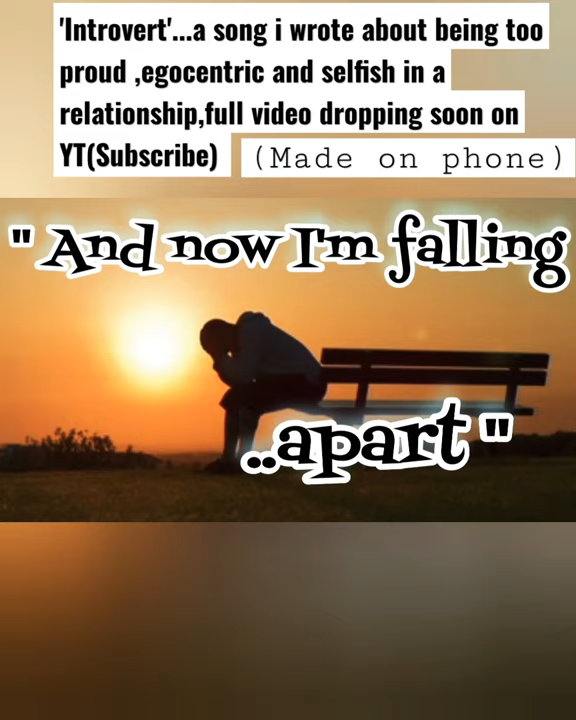 'Introvert'...a song i wrote about being too
proud ,egocentric and selfish in a
relationship,full video dropping soon on
YT(Subscribe) (Made on phone)
" And now I'm falling
..apart "